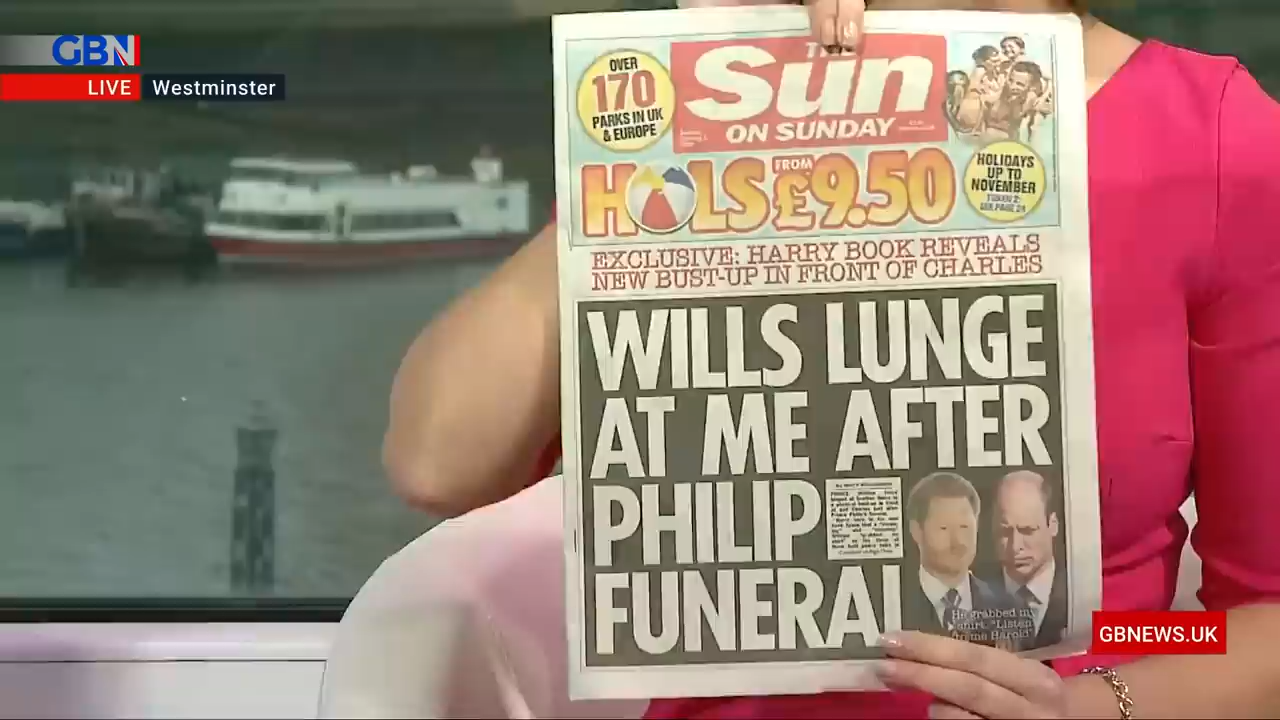 GBN
LIVE Westminster
OVER
170
PARKS IN UK
& EUROPE
THE
Sun
ON SUNDAY
HOLS FROM £9.50
HOLIDAYS
UP TO
NOVEMBER
EXCLUSIVE: HARRY BOOK REVEALS
NEW BUST-UP IN FRONT OF CHARLES
WILLS LUNGE
AT ME AFTER
PHILIP
FUNERAL
He grabbed my
shirt. "Listen
to me Harold"
GBNEWS.UK